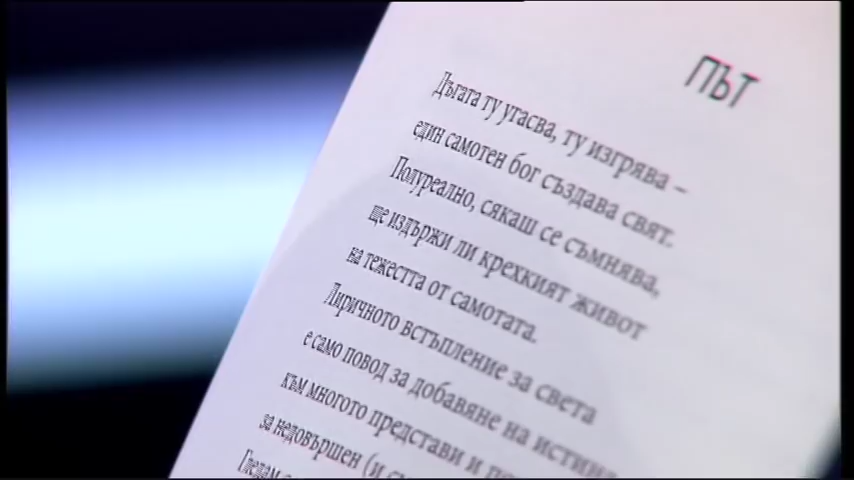 ПЪТ
Дъгата ту угасва, ту изгрява –
един самотен бог създава свят.
Полуреално, сякаш се съмнява,
ще издържи ли крехкият живот
на тежестта от самотата.
Лиричното встъпление за света
е само повод за добавяне на истина
към многото представи и
за недовършен (и
Гледам